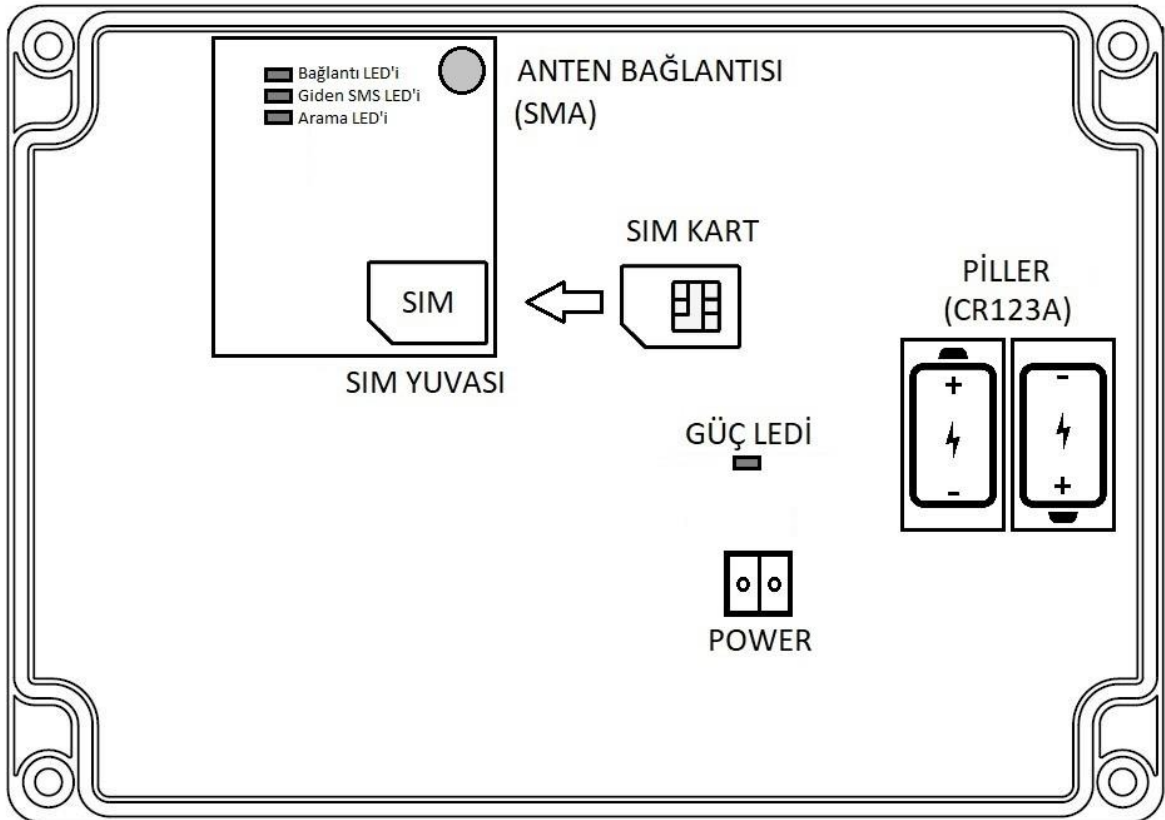 Bağlantı LED'i
Giden SMS LED'i
Arama LED'i
ANTEN BAĞLANTISI
(SMA)
SIM KART
SIM
SIM YUVASI
PİLLER
(CR123A)
+
-
-
+
GÜÇ LEDİ
POWER